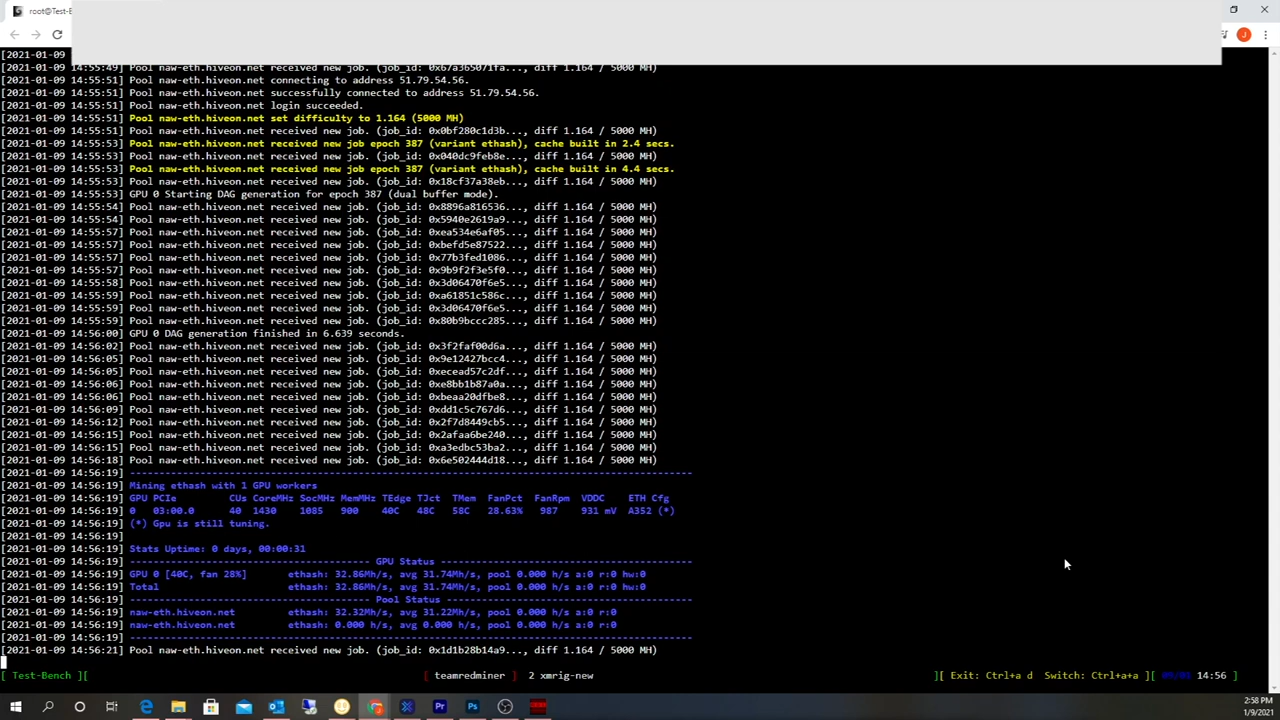 root@Test-B
[2021-01-09
[2021-01-09 14:55:49] Pool naw-eth.hiveon.net received new job. (job_id: 0x67a365071fa..., diff 1.164 / 5000 MH)
[2021-01-09 14:55:51] Pool naw-eth.hiveon.net connecting to address 51.79.54.56.
[2021-01-09 14:55:51] Pool naw-eth.hiveon.net successfully connected to address 51.79.54.56.
[2021-01-09 14:55:51] Pool naw-eth.hiveon.net login succeeded.
[2021-01-09 14:55:51] Pool naw-eth.hiveon.net set difficulty to 1.164 (5000 MH)
[2021-01-09 14:55:51] Pool naw-eth.hiveon.net received new job. (job_id: 0x0bf280c1d3b..., diff 1.164 / 5000 MH)
[2021-01-09 14:55:53] Pool naw-eth.hiveon.net received new job epoch 387 (variant ethash), cache built in 2.4 secs.
[2021-01-09 14:55:53] Pool naw-eth.hiveon.net received new job. (job_id: 0x040dc9feb8e..., diff 1.164 / 5000 MH)
[2021-01-09 14:55:53] Pool naw-eth.hiveon.net received new job epoch 387 (variant ethash), cache built in 4.4 secs.
[2021-01-09 14:55:53] Pool naw-eth.hiveon.net received new job. (job_id: 0x18cf37a38eb..., diff 1.164 / 5000 MH)
[2021-01-09 14:55:53] GPU 0 Starting DAG generation for epoch 387 (dual buffer mode).
[2021-01-09 14:55:54] Pool naw-eth.hiveon.net received new job. (job_id: 0x8896a816536..., diff 1.164 / 5000 MH)
[2021-01-09 14:55:54] Pool naw-eth.hiveon.net received new job. (job_id: 0x5940e2619a9..., diff 1.164 / 5000 MH)
[2021-01-09 14:55:57] Pool naw-eth.hiveon.net received new job. (job_id: 0xea534e6af05..., diff 1.164 / 5000 MH)
[2021-01-09 14:55:57] Pool naw-eth.hiveon.net received new job. (job_id: 0xbefd5e87522..., diff 1.164 / 5000 MH)
[2021-01-09 14:55:57] Pool naw-eth.hiveon.net received new job. (job_id: 0x77b3fed1086..., diff 1.164 / 5000 MH)
[2021-01-09 14:55:57] Pool naw-eth.hiveon.net received new job. (job_id: 0x9b9f2f3e5f0..., diff 1.164 / 5000 MH)
[2021-01-09 14:55:58] Pool naw-eth.hiveon.net received new job. (job_id: 0x3d06470f6e5..., diff 1.164 / 5000 MH)
[2021-01-09 14:55:59] Pool naw-eth.hiveon.net received new job. (job_id: 0xa61851c586c..., diff 1.164 / 5000 MH)
[2021-01-09 14:55:59] Pool naw-eth.hiveon.net received new job. (job_id: 0x3d06470f6e5..., diff 1.164 / 5000 MH)
[2021-01-09 14:55:59] Pool naw-eth.hiveon.net received new job. (job_id: 0x80b9bccc285..., diff 1.164 / 5000 MH)
[2021-01-09 14:56:00] GPU 0 DAG generation finished in 6.639 seconds.
[2021-01-09 14:56:02] Pool naw-eth.hiveon.net received new job. (job_id: 0x3f2faf00d6a..., diff 1.164 / 5000 MH)
[2021-01-09 14:56:05] Pool naw-eth.hiveon.net received new job. (job_id: 0x9e12427bcc4..., diff 1.164 / 5000 MH)
[2021-01-09 14:56:05] Pool naw-eth.hiveon.net received new job. (job_id: 0xecead57c2df..., diff 1.164 / 5000 MH)
[2021-01-09 14:56:06] Pool naw-eth.hiveon.net received new job. (job_id: 0xe8bb1b87a0a..., diff 1.164 / 5000 MH)
[2021-01-09 14:56:06] Pool naw-eth.hiveon.net received new job. (job_id: 0xbeaa20dfbe8..., diff 1.164 / 5000 MH)
[2021-01-09 14:56:09] Pool naw-eth.hiveon.net received new job. (job_id: 0xdd1c5c767d6..., diff 1.164 / 5000 MH)
[2021-01-09 14:56:12] Pool naw-eth.hiveon.net received new job. (job_id: 0x2f7d8449cb5..., diff 1.164 / 5000 MH)
[2021-01-09 14:56:15] Pool naw-eth.hiveon.net received new job. (job_id: 0x2afaa6be240..., diff 1.164 / 5000 MH)
[2021-01-09 14:56:15] Pool naw-eth.hiveon.net received new job. (job_id: 0xa3edbc53ba2..., diff 1.164 / 5000 MH)
[2021-01-09 14:56:18] Pool naw-eth.hiveon.net received new job. (job_id: 0x6e502444d18..., diff 1.164 / 5000 MH)
[2021-01-09 14:56:19] ------------------------------------------------------------------------------------------------
[2021-01-09 14:56:19] Mining ethash with 1 GPU workers
[2021-01-09 14:56:19] GPU PCIe CUs CoreMHz SocMHz MemMHz TEdge TJct TMem FanPct FanRpm VDDC ETH Cfg
[2021-01-09 14:56:19] 0 03:00.0 40 1430 1085 900 40C 48C 58C 28.63% 987 931 mV A352 (*)
[2021-01-09 14:56:19] (*) Gpu is still tuning.
[2021-01-09 14:56:19]
[2021-01-09 14:56:19] Stats Uptime: 0 days, 00:00:31
[2021-01-09 14:56:19] ----------------------------------------- GPU Status -------------------------------------------
[2021-01-09 14:56:19] GPU 0 [40C, fan 28%] ethash: 32.86Mh/s, avg 31.74Mh/s, pool 0.000 h/s a:0 r:0 hw:0
[2021-01-09 14:56:19] Total ethash: 32.86Mh/s, avg 31.74Mh/s, pool 0.000 h/s a:0 r:0 hw:0
[2021-01-09 14:56:19] ----------------------------------------- Pool Status ------------------------------------------
[2021-01-09 14:56:19] naw-eth.hiveon.net ethash: 32.32Mh/s, avg 31.22Mh/s, pool 0.000 h/s a:0 r:0
[2021-01-09 14:56:19] naw-eth.hiveon.net ethash: 0.000 h/s, avg 0.000 h/s, pool 0.000 h/s a:0 r:0
[2021-01-09 14:56:19] ------------------------------------------------------------------------------------------------
[2021-01-09 14:56:21] Pool naw-eth.hiveon.net received new job. (job_id: 0x1d1b28b14a9..., diff 1.164 / 5000 MH)
[ Test-Bench ][ [ teamredminer ] 2 xmrig-new ][ Exit: Ctrl+a d Switch: Ctrl+a+a ][ 09/01 14:56 ]
2:58 PM
1/9/2021